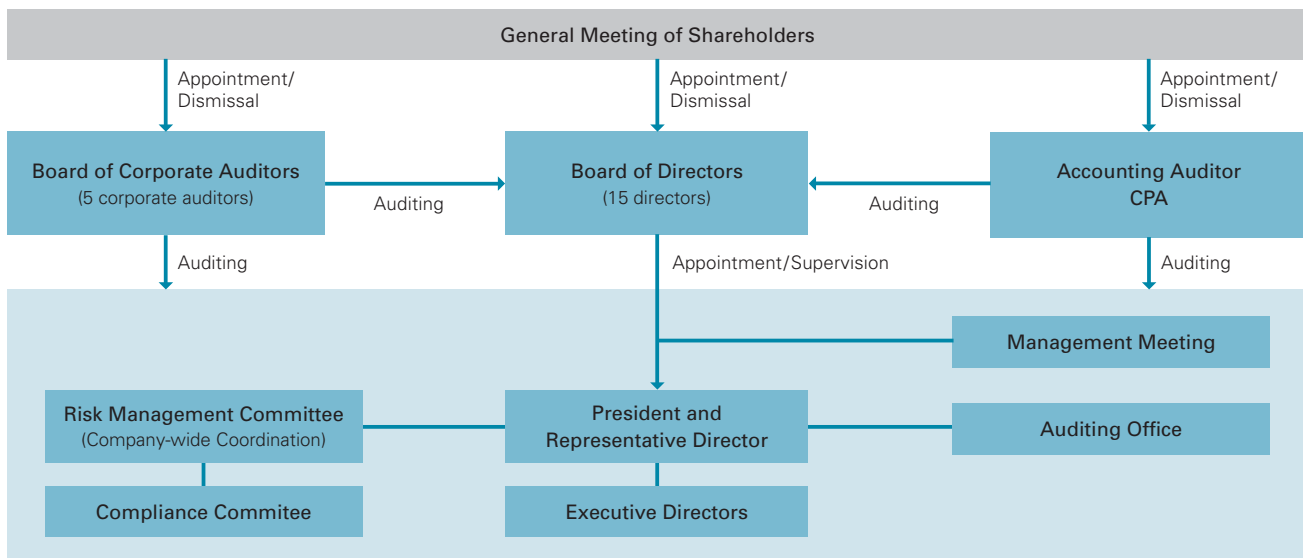 General Meeting of Shareholders
Appointment/
Dismissal
Appointment/
Dismissal
Appointment/
Dismissal
Board of Corporate Auditors
(5 corporate auditors)
Auditing
Board of Directors
(15 directors)
Auditing
Accounting Auditor
CPA
Auditing
Appointment/Supervision
Auditing
Management Meeting
Risk Management Committee
(Company-wide Coordination)
President and
Representative Director
Auditing Office
Compliance Commitee
Executive Directors